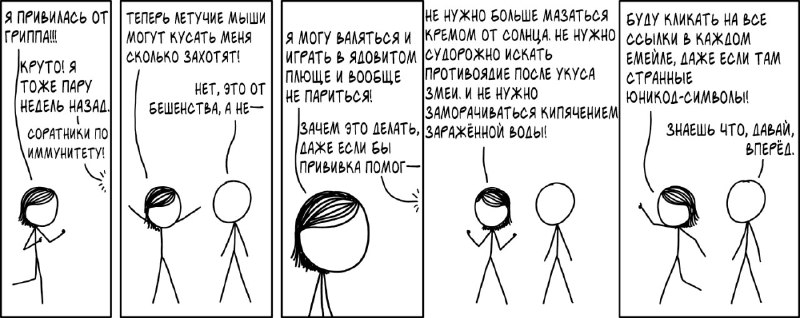 Я ПРИВИЛАСЬ ОТ
ГРИППА!!!
КРУТО! Я
ТОЖЕ ПАРУ
НЕДЕЛЬ НАЗАД.
СОРАТНИКИ ПО
ИММУНИТЕТУ!
ТЕПЕРЬ ЛЕТУЧИЕ МЫШИ
МОГУТ КУСАТЬ МЕНЯ
СКОЛЬКО ЗАХОТЯТ!
НЕТ, ЭТО ОТ
БЕШЕНСТВА, А НЕ—
Я МОГУ ВАЛЯТЬСЯ И
ИГРАТЬ В ЯДОВИТОМ
ПЛЮЩЕ И ВООБЩЕ
НЕ ПАРИТЬСЯ!
ЗАЧЕМ ЭТО ДЕЛАТЬ,
ДАЖЕ ЕСЛИ БЫ
ПРИВИВКА ПОМОГ—
НЕ НУЖНО БОЛЬШЕ МАЗАТЬСЯ
КРЕМОМ ОТ СОЛНЦА. НЕ НУЖНО
СУДОРОЖНО ИСКАТЬ
ПРОТИВОЯДИЕ ПОСЛЕ УКУСА
ЗМЕИ. И НЕ НУЖНО
ЗАМОРАЧИВАТЬСЯ КИПЯЧЕНИЕМ
ЗАРАЖЁННОЙ ВОДЫ!
БУДУ КЛИКАТЬ НА ВСЕ
ССЫЛКИ В КАЖДОМ
ЕМЕЙЛЕ, ДАЖЕ ЕСЛИ ТАМ
СТРАННЫЕ
ЮНИКОД-СИМВОЛЫ!
ЗНАЕШЬ ЧТО, ДАВАЙ,
ВПЕРЁД.